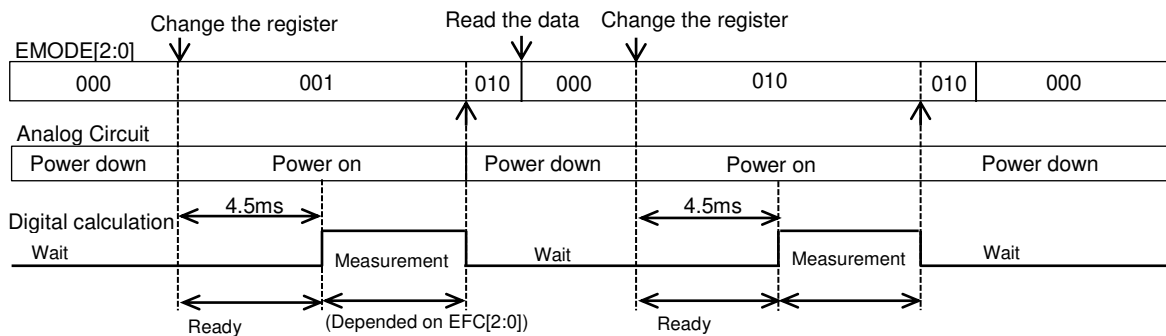 Change the register Read the data Change the register
EMODE[2:0]
000 001 010 000 010 010 000
Analog Circuit
Power down Power on Power down Power on Power down
4.5ms 4.5ms
Digital calculation
Wait Measurement Wait Measurement Wait
Ready (Depended on EFC[2:0]) Ready